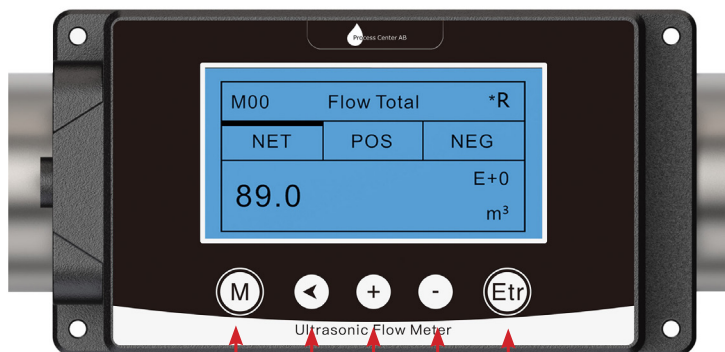 Process Center AB
M00 Flow Total *R
NET POS NEG
89.0 E+0
m³
M + - Etr
Ultrasonic Flow Meter